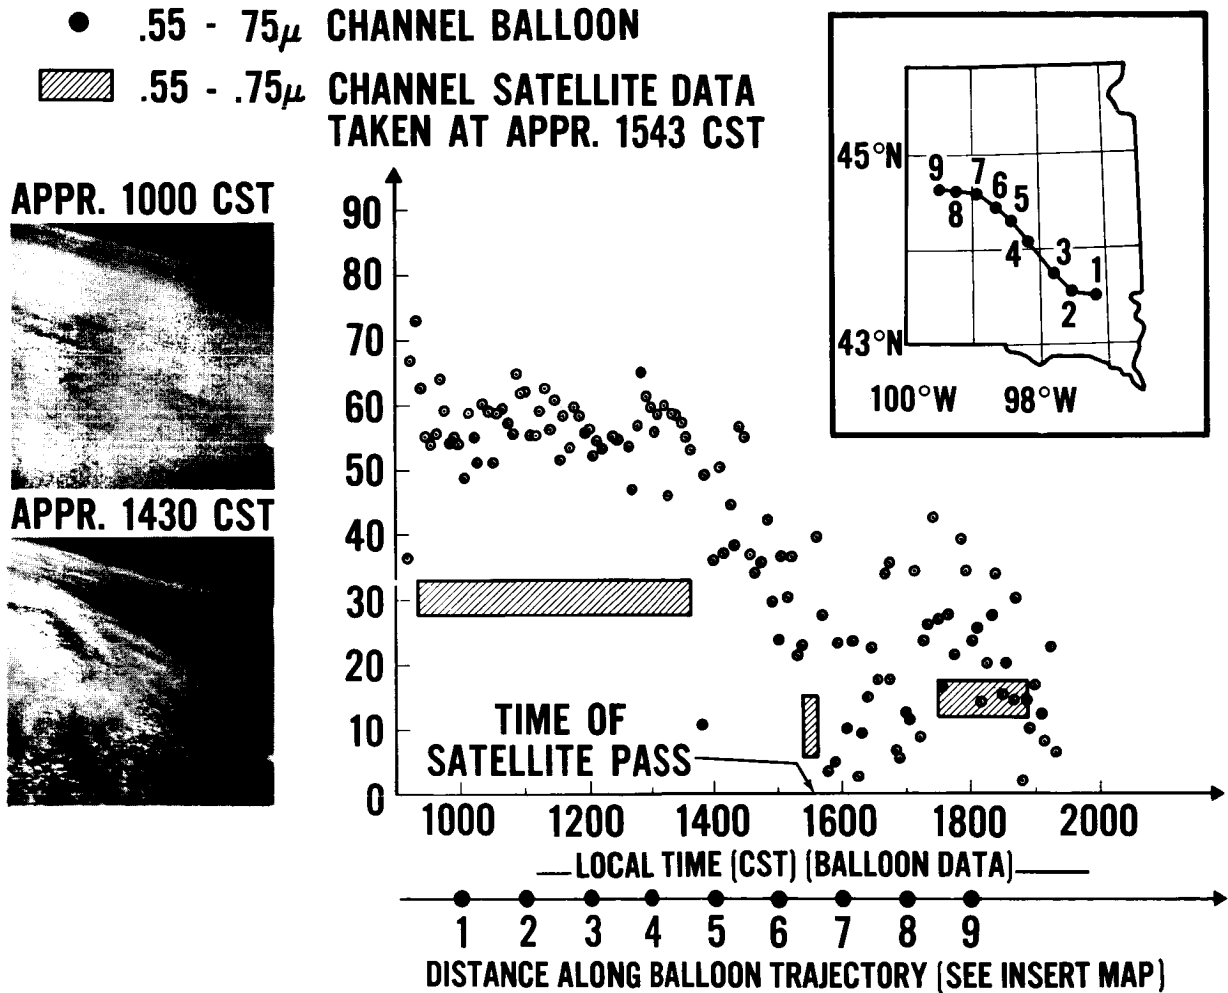 .55 - 75μ CHANNEL BALLOON
.55 - .75μ CHANNEL SATELLITE DATA
TAKEN AT APPR. 1543 CST
APPR. 1000 CST
APPR. 1430 CST
90
80
70
60
50
40
30
20
10
0
TIME OF
SATELLITE PASS
1000 1200 1400 1600 1800 2000
LOCAL TIME (CST) (BALLOON DATA)
1 2 3 4 5 6 7 8 9
DISTANCE ALONG BALLOON TRAJECTORY (SEE INSERT MAP)
45°N
9
8
7
6
5
4
3
2
1
43°N
100°W 98°W